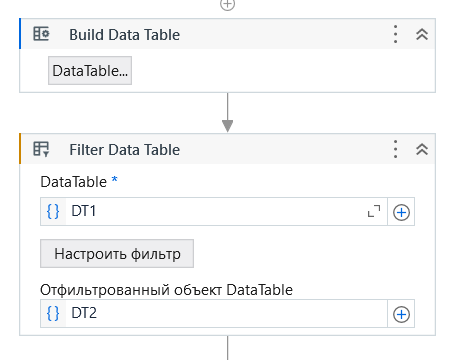 Build Data Table
DataTable...
Filter Data Table
DataTable *
{} DT1
Настроить фильтр
Отфильтрованный объект DataTable
{} DT2